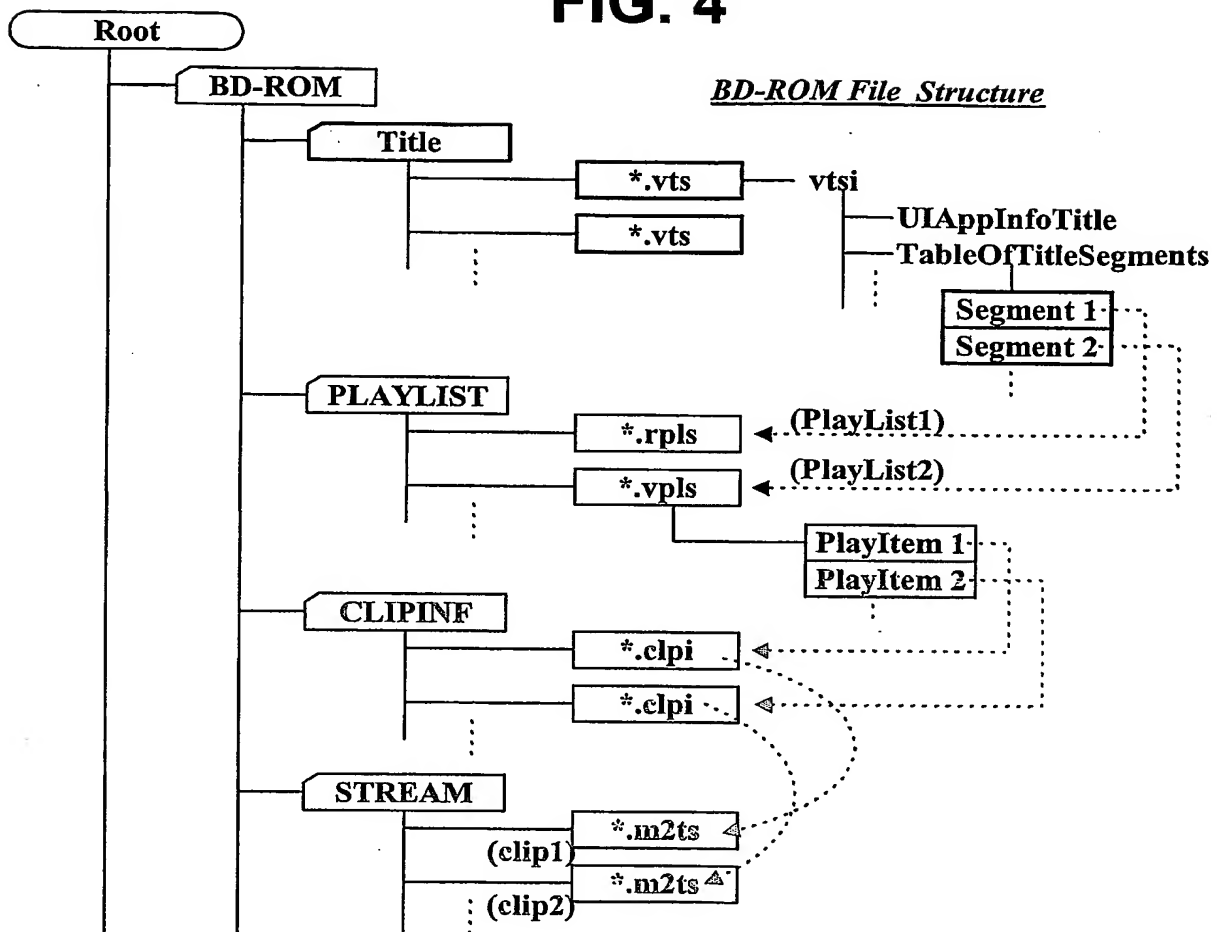 FIG. 4
Root
BD-ROM
BD-ROM File Structure
Title
*.vts
vtsi
UIAppInfoTitle
*.vts
TableOfTitleSegments
Segment 1
Segment 2
PLAYLIST
*.rpls
(PlayList1)
*.vpls
(PlayList2)
PlayItem 1
PlayItem 2
CLIPINF
*.clpi
*.clpi
STREAM
*.m2ts
(clip1)
*.m2ts
(clip2)